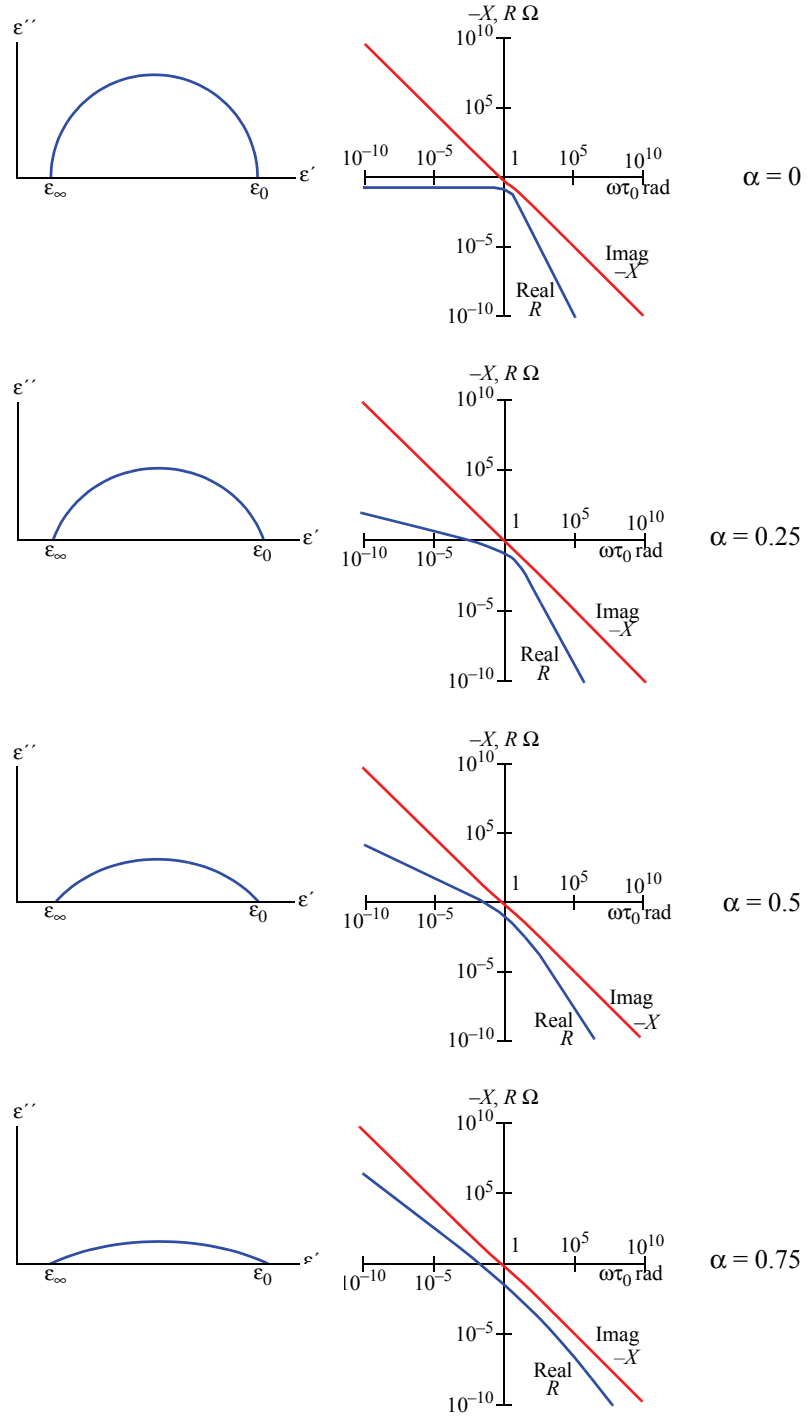 ε´´
ε∞
ε0
ε´
–X, R Ω
10^10
10^5
10^–10
10^–5
1
10^5
10^10
ωτ0 rad
10^–5
10^–10
Imag
–X
Real
R
α = 0
ε´´
ε∞
ε0
ε´
–X, R Ω
10^10
10^5
10^–10
10^–5
1
10^5
10^10
ωτ0 rad
10^–5
10^–10
Imag
–X
Real
R
α = 0.25
ε´´
ε∞
ε0
ε´
–X, R Ω
10^10
10^5
10^–10
10^–5
1
10^5
10^10
ωτ0 rad
10^–5
10^–10
Imag
–X
Real
R
α = 0.5
ε´´
ε∞
ε0
ε´
–X, R Ω
10^10
10^5
10^–10
10^–5
1
10^5
10^10
ωτ0 rad
10^–5
10^–10
Imag
–X
Real
R
α = 0.75